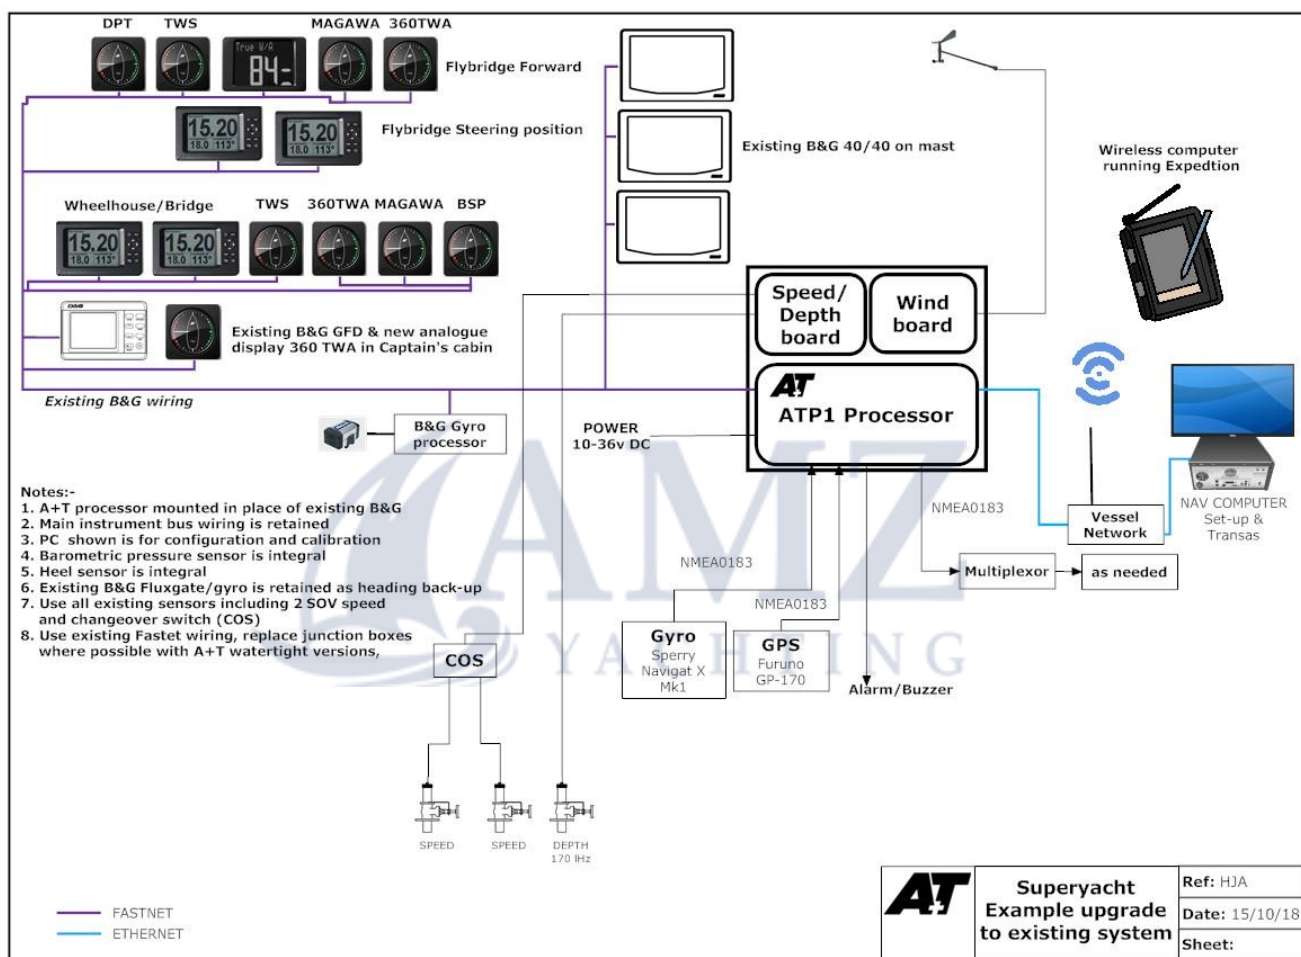 DPT TWS MAGAWA 360TWA
True W/A
84
Flybridge Forward
15.20
18.0 113°
15.20
18.0 113°
Flybridge Steering position
Existing B&G 40/40 on mast
Wireless computer
running Expedtion
Wheelhouse/Bridge TWS 360TWA MAGAWA BSP
15.20
18.0 113°
15.20
18.0 113°
Existing B&G GFD & new analogue
display 360 TWA in Captain's cabin
Existing B&G wiring
Speed/
Depth
board
Wind
board
A+T
ATP1 Processor
B&G Gyro
processor
POWER
10-36v DC
Notes:-
1. A+T processor mounted in place of existing B&G
2. Main instrument bus wiring is retained
3. PC shown is for configuration and calibration
4. Barometric pressure sensor is integral
5. Heel sensor is integral
6. Existing B&G Fluxgate/gyro is retained as heading back-up
7. Use all existing sensors including 2 SOV speed
and changeover switch (COS)
8. Use existing Fastet wiring, replace junction boxes
where possible with A+T watertight versions,
NMEA0183
NMEA0183
NMEA0183
Vessel
Network
NAV COMPUTER
Set-up &
Transas
Multiplexor
as needed
COS
Gyro
Sperry
Navigat X
Mk1
GPS
Furuno
GP-170
Alarm/Buzzer
AMZ
YACHTING
SPEED
SPEED
DEPTH
170 IHz
FASTNET
ETHERNET
A+T
Superyacht
Example upgrade
to existing system
Ref: HJA
Date: 15/10/18
Sheet: